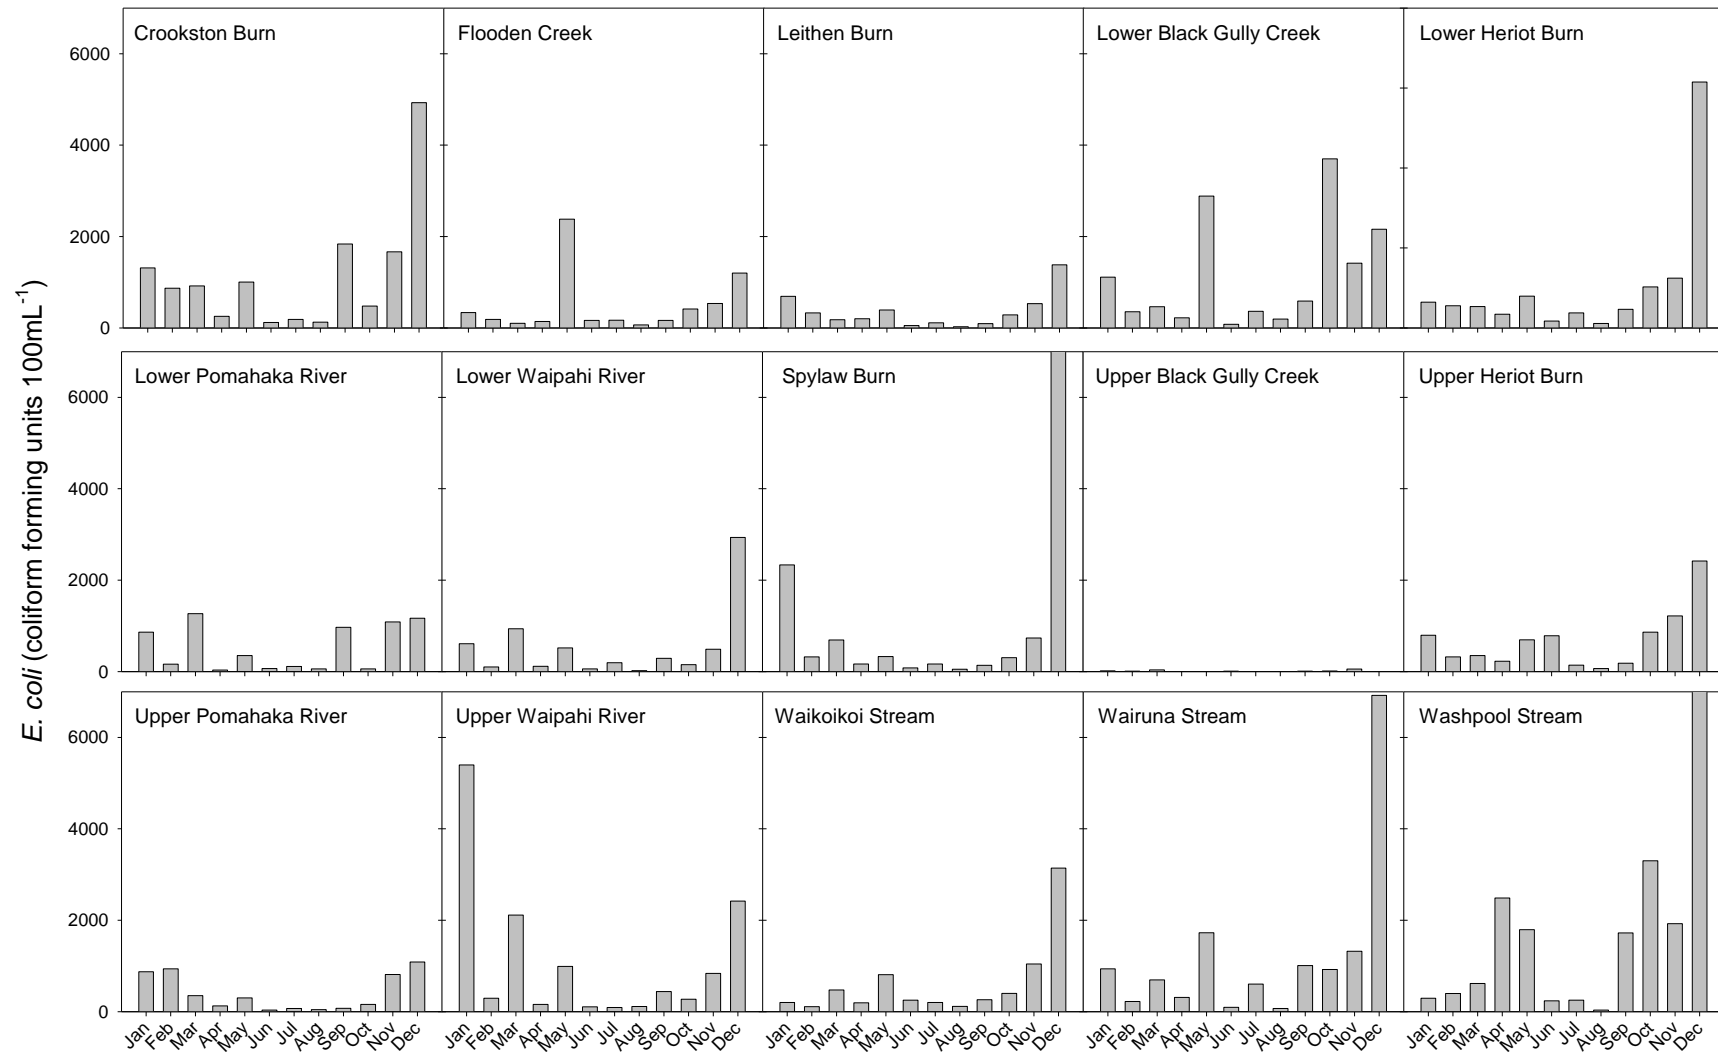 Crookston Burn
Flooden Creek
Leithen Burn
Lower Black Gully Creek
Lower Heriot Burn
6000
4000
2000
0
Lower Pomahaka River
Lower Waipahi River
Spylaw Burn
Upper Black Gully Creek
Upper Heriot Burn
6000
4000
2000
0
E. coli (coliform forming units 100mL⁻¹)
Upper Pomahaka River
Upper Waipahi River
Waikoikoi Stream
Wairuna Stream
Washpool Stream
6000
4000
2000
0
Jan Feb Mar Apr May Jun Jul Aug Sep Oct Nov Dec
Jan Feb Mar Apr May Jun Jul Aug Sep Oct Nov Dec
Jan Feb Mar Apr May Jun Jul Aug Sep Oct Nov Dec
Jan Feb Mar Apr May Jun Jul Aug Sep Oct Nov Dec
Jan Feb Mar Apr May Jun Jul Aug Sep Oct Nov Dec